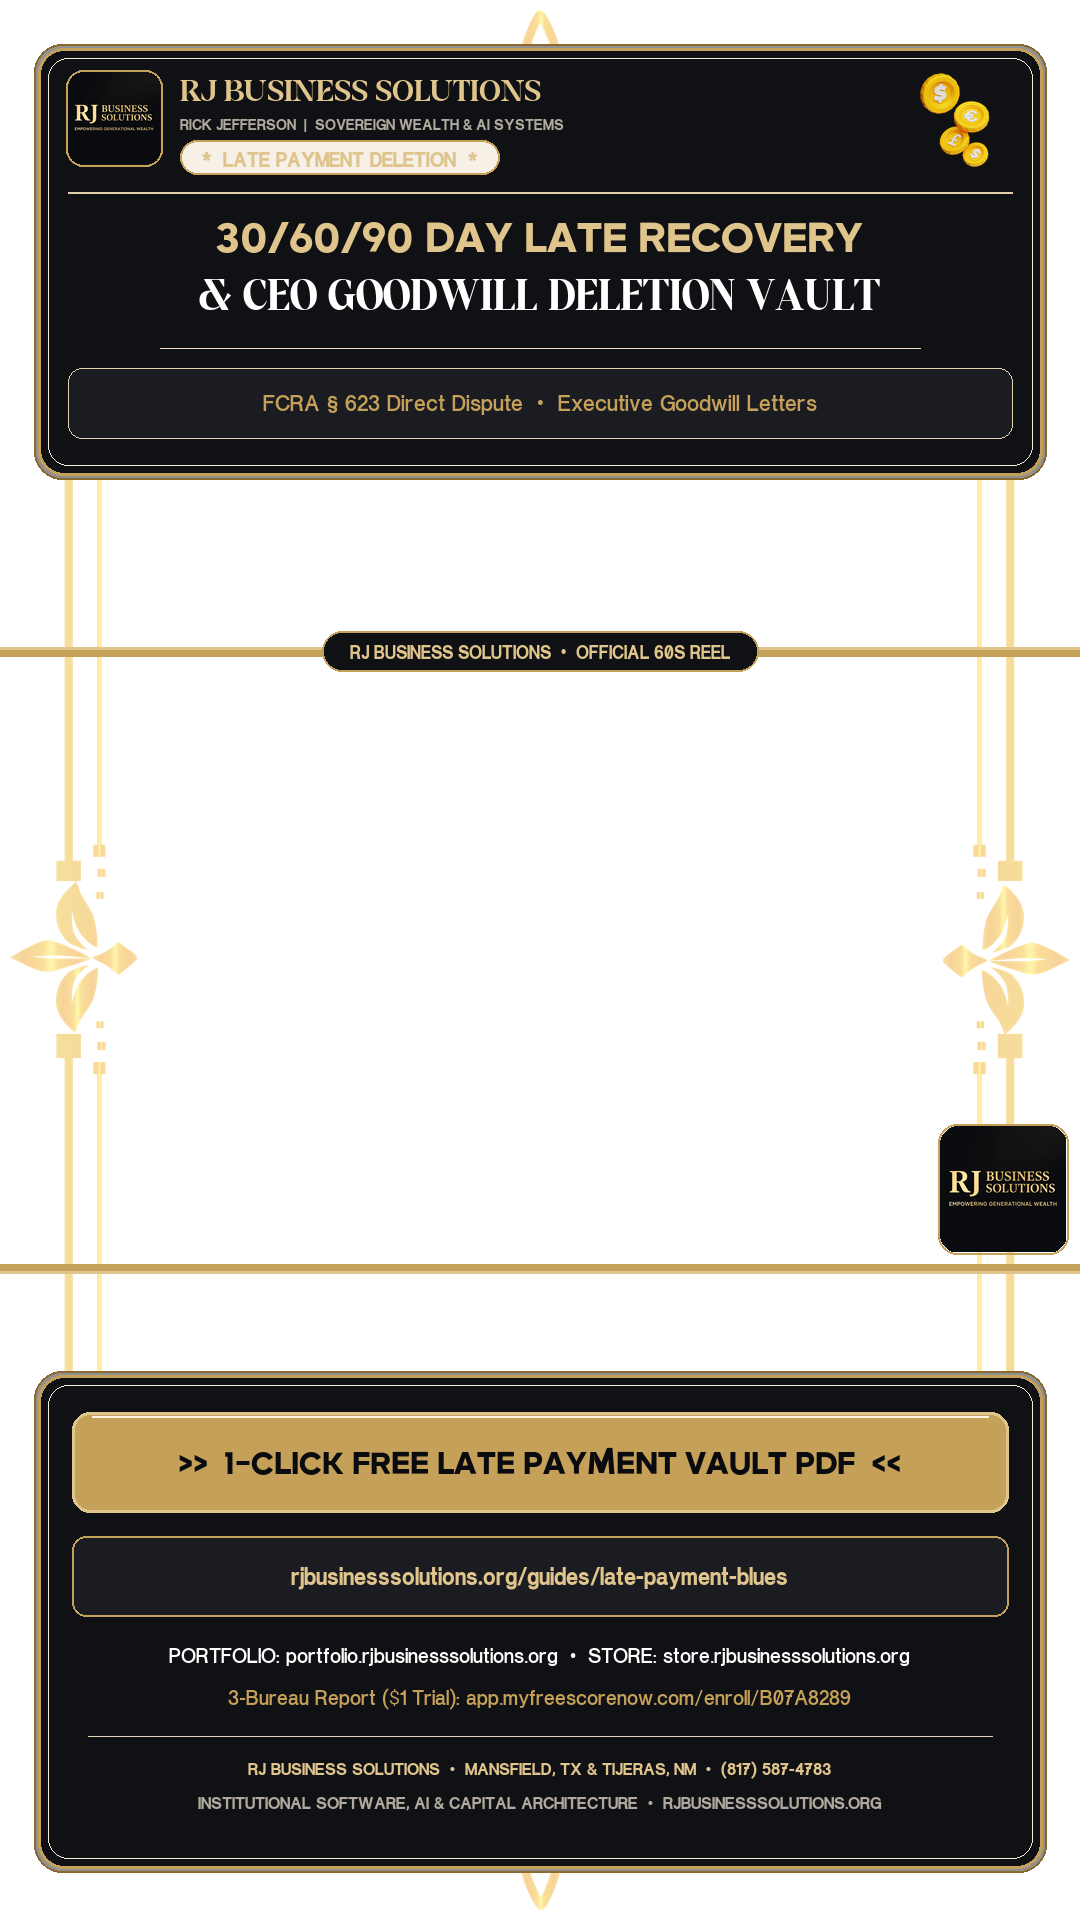 RJ BUSINESS SOLUTIONS
EMPOWERING GENERATIONAL WEALTH
RJ BUSINESS SOLUTIONS
RICK JEFFERSON | SOVEREIGN WEALTH & AI SYSTEMS
* LATE PAYMENT DELETION *
$
€
£
$
30/60/90 DAY LATE RECOVERY
& CEO GOODWILL DELETION VAULT
FCRA § 623 Direct Dispute • Executive Goodwill Letters
RJ BUSINESS SOLUTIONS • OFFICIAL 60S REEL
RJ BUSINESS SOLUTIONS
EMPOWERING GENERATIONAL WEALTH
>> 1-CLICK FREE LATE PAYMENT VAULT PDF <<
rjbusinesssolutions.org/guides/late-payment-blues
PORTFOLIO: portfolio.rjbusinesssolutions.org • STORE: store.rjbusinesssolutions.org
3-Bureau Report ($1 Trial): app.myfreescorenow.com/enroll/B07A8289
RJ BUSINESS SOLUTIONS • MANSFIELD, TX & TIJERAS, NM • (817) 587-4783
INSTITUTIONAL SOFTWARE, AI & CAPITAL ARCHITECTURE • RJBUSINESSSOLUTIONS.ORG